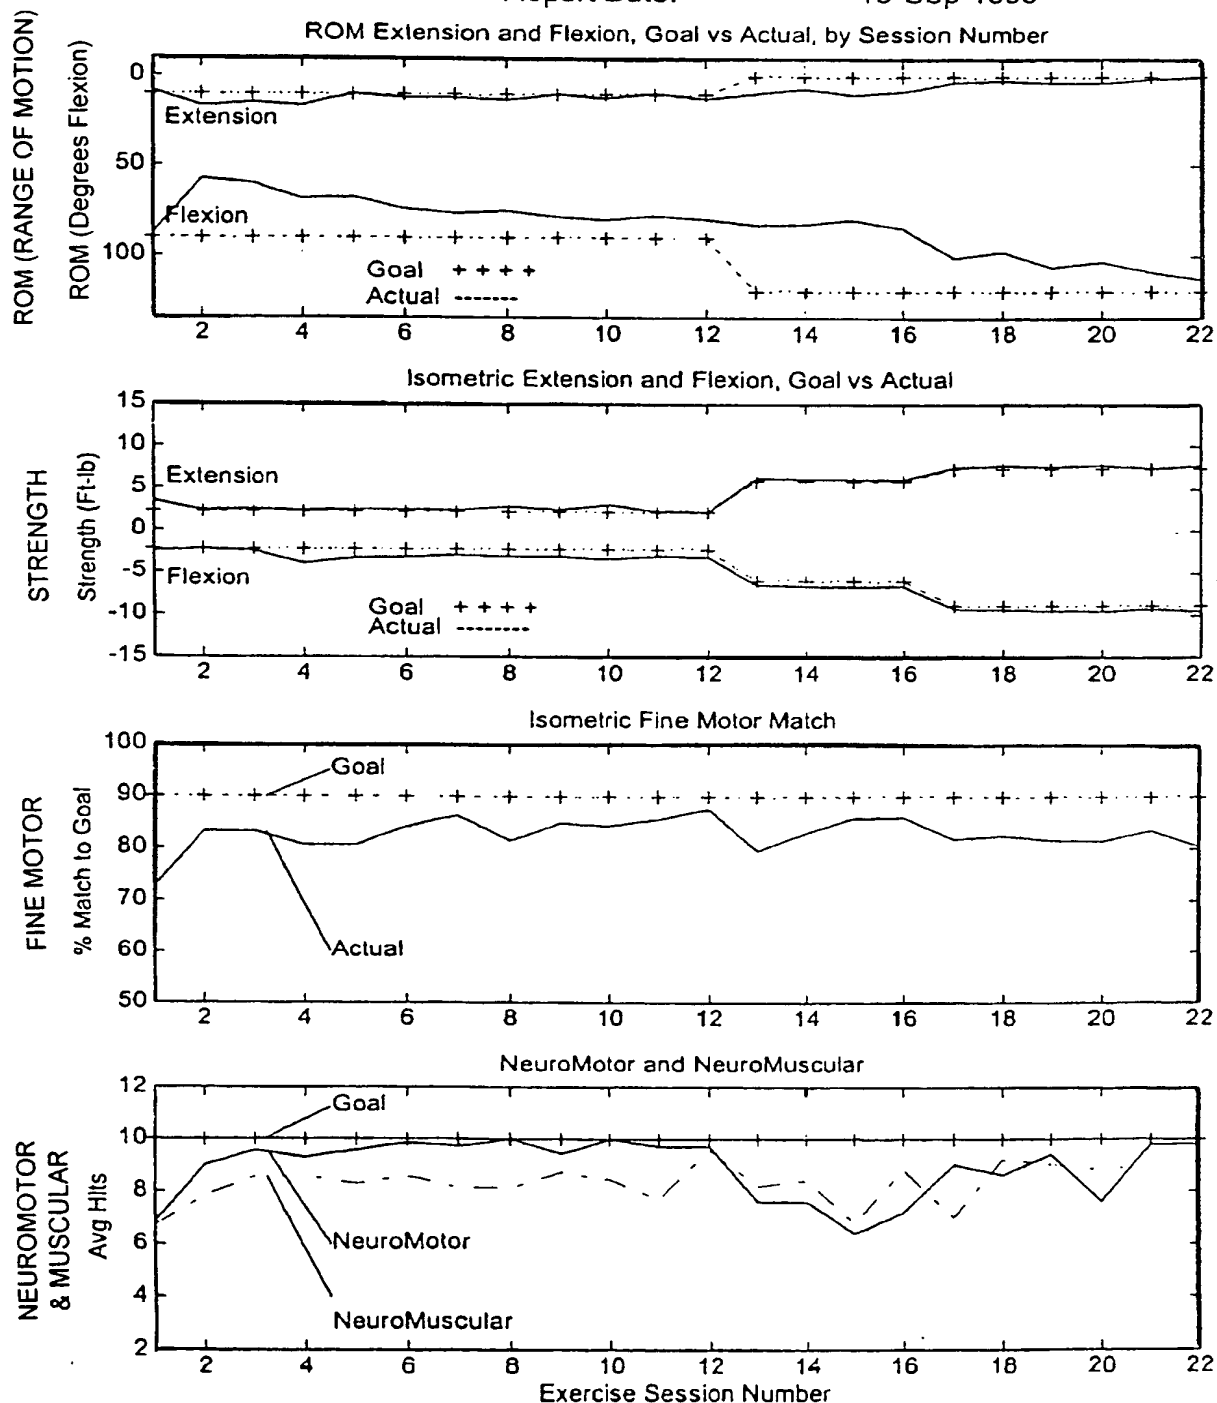 ROM Extension and Flexion, Goal vs Actual, by Session Number
ROM (RANGE OF MOTION)
ROM (Degrees Flexion)
0
50
100
Extension
Flexion
Goal + + + +
Actual -------
2 4 6 8 10 12 14 16 18 20 22
Isometric Extension and Flexion, Goal vs Actual
STRENGTH
Strength (Ft-lb)
15
10
5
0
-5
-10
-15
Extension
Flexion
Goal + + + +
Actual --------
2 4 6 8 10 12 14 16 18 20 22
Isometric Fine Motor Match
FINE MOTOR
% Match to Goal
100
90
80
70
60
50
Goal
Actual
2 4 6 8 10 12 14 16 18 20 22
NeuroMotor and NeuroMuscular
NEUROMOTOR
& MUSCULAR
Avg Hits
12
10
8
6
4
2
Goal
NeuroMotor
NeuroMuscular
2 4 6 8 10 12 14 16 18 20 22
Exercise Session Number